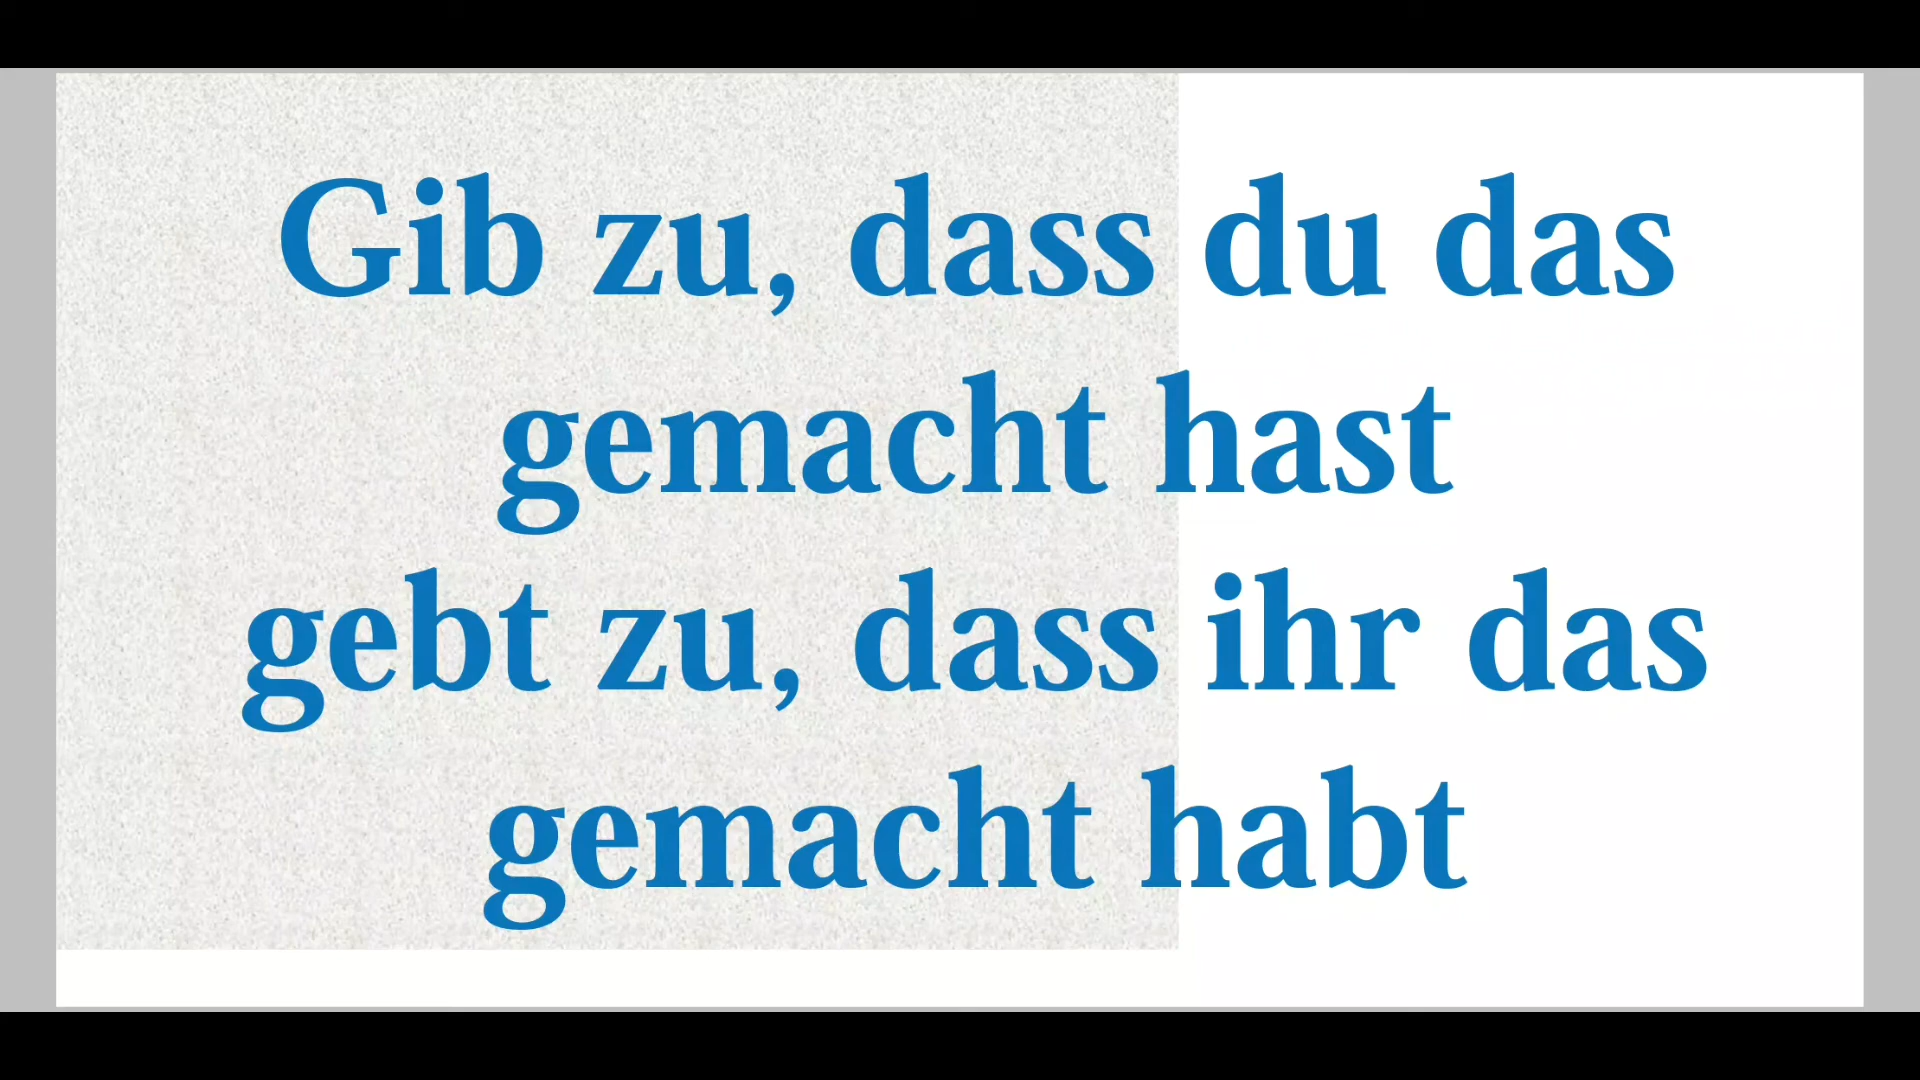 Gib zu, dass du das
gemacht hast
gebt zu, dass ihr das
gemacht habt